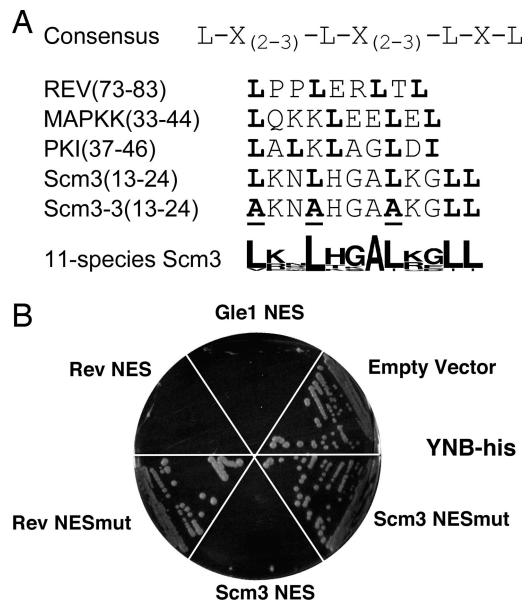 A
Consensus L-X(2-3)-L-X(2-3)-L-X-L
REV(73-83) LPPLERLTL
MAPKK(33-44) LQKKLEELEL
PKI(37-46) LALKLAGLDI
Scm3(13-24) LKNLHGALKGLL
Scm3-3(13-24) AKNAHGAAKGLL
11-species Scm3 LK LHGALKGLL
B
Gle1 NES
Rev NES
Empty Vector
YNB-his
Rev NESmut
Scm3 NESmut
Scm3 NES